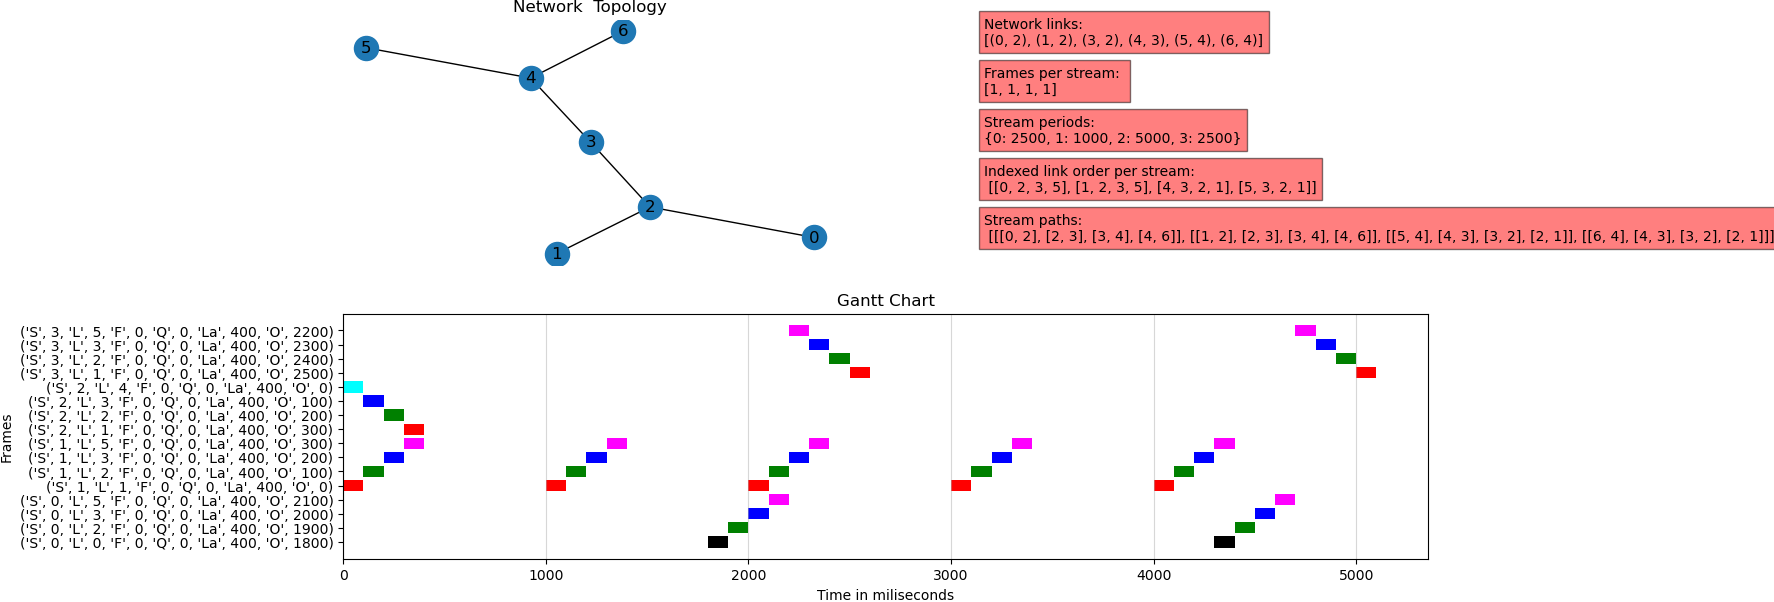 Network  Topology
5
6
4
3
2
1
0
Network links:
[(0, 2), (1, 2), (3, 2), (4, 3), (5, 4), (6, 4)]
Frames per stream:
[1, 1, 1, 1]
Stream periods:
{0: 2500, 1: 1000, 2: 5000, 3: 2500}
Indexed link order per stream:
[[0, 2, 3, 5], [1, 2, 3, 5], [4, 3, 2, 1], [5, 3, 2, 1]]
Stream paths:
[[[0, 2], [2, 3], [3, 4], [4, 6]], [[1, 2], [2, 3], [3, 4], [4, 6]], [[5, 4], [4, 3], [3, 2], [2, 1]], [[6, 4], [4, 3], [3, 2], [2, 1]]]
Gantt Chart
Frames
('S', 3, 'L', 5, 'F', 0, 'Q', 0, 'La', 400, 'O', 2200)
('S', 3, 'L', 3, 'F', 0, 'Q', 0, 'La', 400, 'O', 2300)
('S', 3, 'L', 2, 'F', 0, 'Q', 0, 'La', 400, 'O', 2400)
('S', 3, 'L', 1, 'F', 0, 'Q', 0, 'La', 400, 'O', 2500)
('S', 2, 'L', 4, 'F', 0, 'Q', 0, 'La', 400, 'O', 0)
('S', 2, 'L', 3, 'F', 0, 'Q', 0, 'La', 400, 'O', 100)
('S', 2, 'L', 2, 'F', 0, 'Q', 0, 'La', 400, 'O', 200)
('S', 2, 'L', 1, 'F', 0, 'Q', 0, 'La', 400, 'O', 300)
('S', 1, 'L', 5, 'F', 0, 'Q', 0, 'La', 400, 'O', 300)
('S', 1, 'L', 3, 'F', 0, 'Q', 0, 'La', 400, 'O', 200)
('S', 1, 'L', 2, 'F', 0, 'Q', 0, 'La', 400, 'O', 100)
('S', 1, 'L', 1, 'F', 0, 'Q', 0, 'La', 400, 'O', 0)
('S', 0, 'L', 5, 'F', 0, 'Q', 0, 'La', 400, 'O', 2100)
('S', 0, 'L', 3, 'F', 0, 'Q', 0, 'La', 400, 'O', 2000)
('S', 0, 'L', 2, 'F', 0, 'Q', 0, 'La', 400, 'O', 1900)
('S', 0, 'L', 0, 'F', 0, 'Q', 0, 'La', 400, 'O', 1800)
0 1000 2000 3000 4000 5000
Time in miliseconds